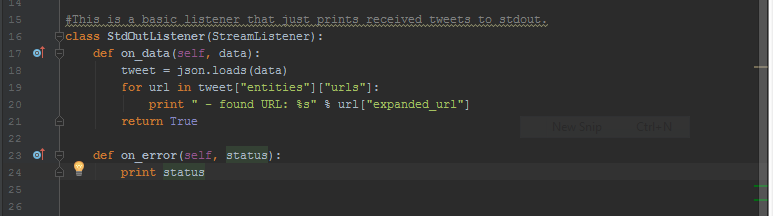 14
15 #This is a basic listener that just prints received tweets to stdout.
16 class StdOutListener(StreamListener):
17     def on_data(self, data):
18         tweet = json.loads(data)
19         for url in tweet["entities"]["urls"]:
20             print " - found URL: %s" % url["expanded_url"]
21         return True
New Snip Ctrl+N
22
23     def on_error(self, status):
24         print status
25
26